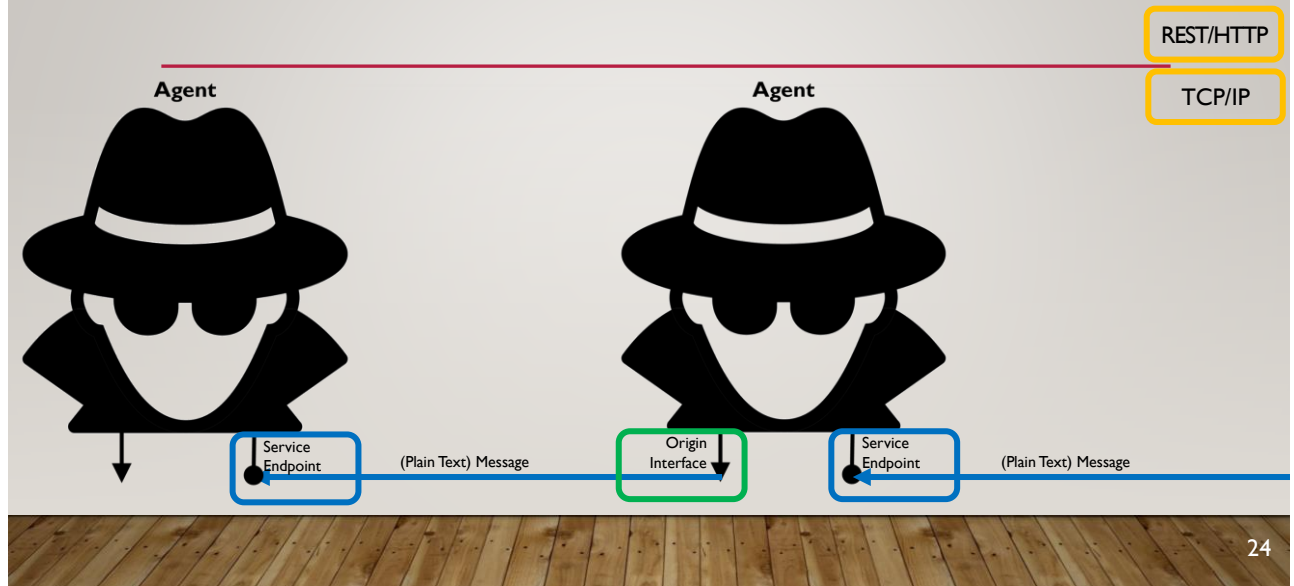 REST/HTTP
TCP/IP
Agent
Agent
Service
Endpoint
(Plain Text) Message
Origin
Interface
Service
Endpoint
(Plain Text) Message
24